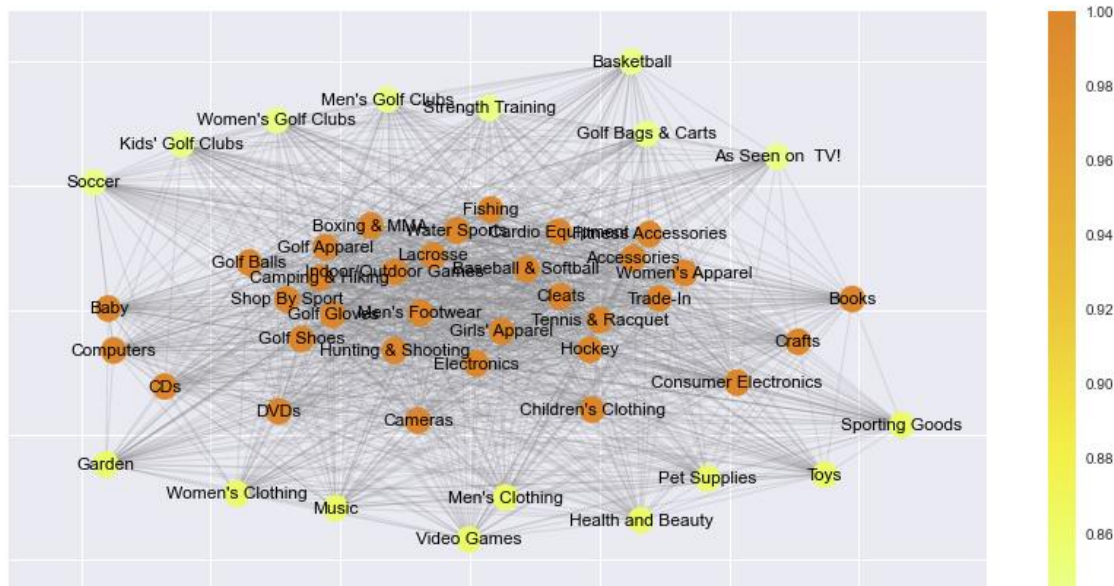 1.00
Basketball
Men's Golf Clubs
Strength Training
Women's Golf Clubs
0.98
Golf Bags & Carts
Kids' Golf Clubs
As Seen on  TV!
Soccer
0.96
Fishing
Boxing & MMA
Water Sports
Cardio Equipment
Fitness Accessories
0.94
Golf Apparel
Lacrosse
Accessories
Golf Balls
Baseball & Softball
Indoor/Outdoor Games
Women's Apparel
Camping & Hiking
Cleats
Trade-In
Shop By Sport
Books
0.92
Baby
Men's Footwear
Golf Gloves
Tennis & Racquet
Girls' Apparel
Golf Shoes
Crafts
Computers
Hunting & Shooting
Hockey
Electronics
0.90
CDs
Consumer Electronics
DVDs
Children's Clothing
Cameras
Sporting Goods
0.88
Garden
Toys
Pet Supplies
Women's Clothing
Men's Clothing
Music
Health and Beauty
0.86
Video Games